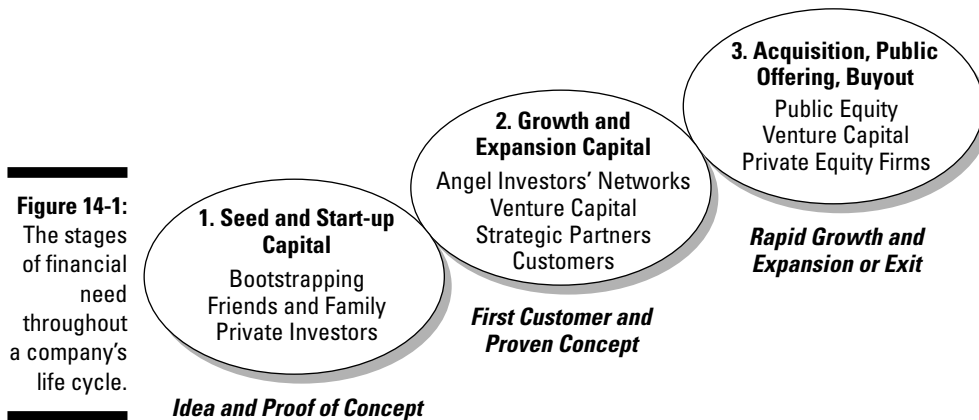 Figure 14-1:
The stages
of financial
need
throughout
a company's
life cycle.
1. Seed and Start-up
Capital
Bootstrapping
Friends and Family
Private Investors
Idea and Proof of Concept
2. Growth and
Expansion Capital
Angel Investors' Networks
Venture Capital
Strategic Partners
Customers
First Customer and
Proven Concept
3. Acquisition, Public
Offering, Buyout
Public Equity
Venture Capital
Private Equity Firms
Rapid Growth and
Expansion or Exit